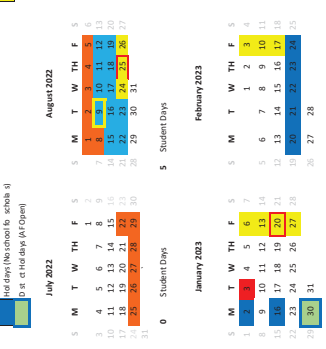 Hol days (No school fo schola s)
D st ct Hol days (AF Open)
July 2022
S M T W TH F S
1 2
3 4 5 6 7 8 9
10 11 12 13 14 15 16
17 18 19 20 21 22 23
24 25 26 27 28 29 30
31
0 Student Days
August 2022
S M T W TH F S
1 2 3 4 5 6
7 8 9 10 11 12 13
14 15 16 17 18 19 20
21 22 23 24 25 26 27
28 29 30 31
5 Student Days
January 2023
S M T W TH F S
1 2 3 4 5 6 7
8 9 10 11 12 13 14
15 16 17 18 19 20 21
22 23 24 25 26 27 28
29 30 31
February 2023
S M T W TH F S
1 2 3 4
5 6 7 8 9 10 11
12 13 14 15 16 17 18
19 20 21 22 23 24 25
26 27 28